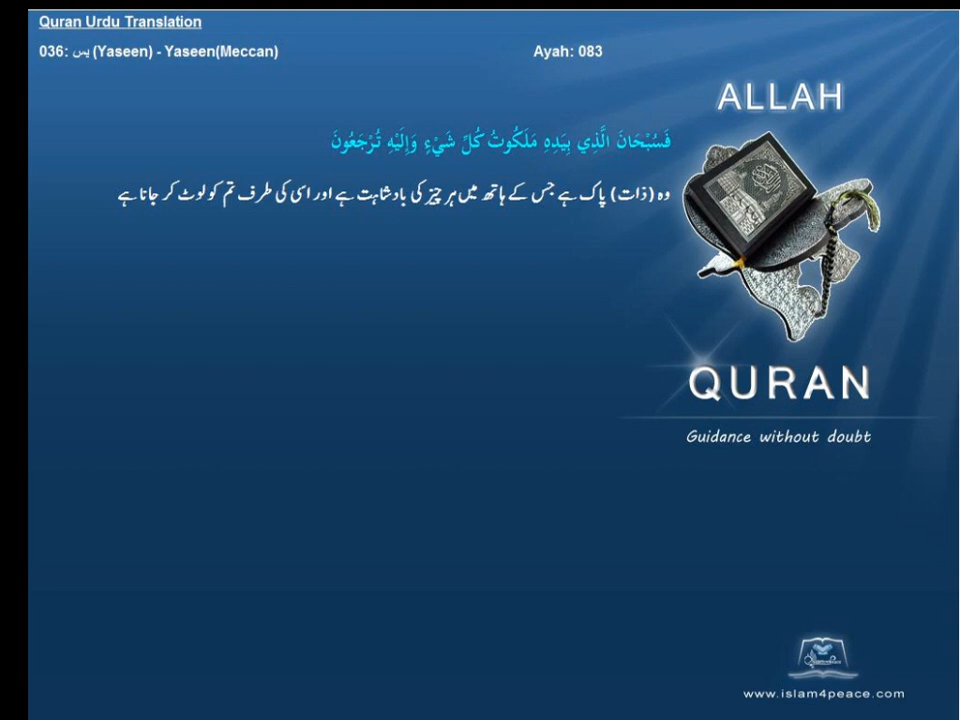 Quran Urdu Translation
036: يس (Yaseen) - Yaseen(Meccan) Ayah: 083
ALLAH
فَسُبْحَانَ الَّذِي بِيَدِهِ مَلَكُوتُ كُلِّ شَيْءٍ وَإِلَيْهِ تُرْجَعُونَ
وہ (ذات) پاک ہے جس کے ہاتھ میں ہر چیز کی بادشاہت ہے اور اسی کی طرف تم کو لوٹ کر جانا ہے
QURAN
Guidance without doubt
www.islam4peace.com